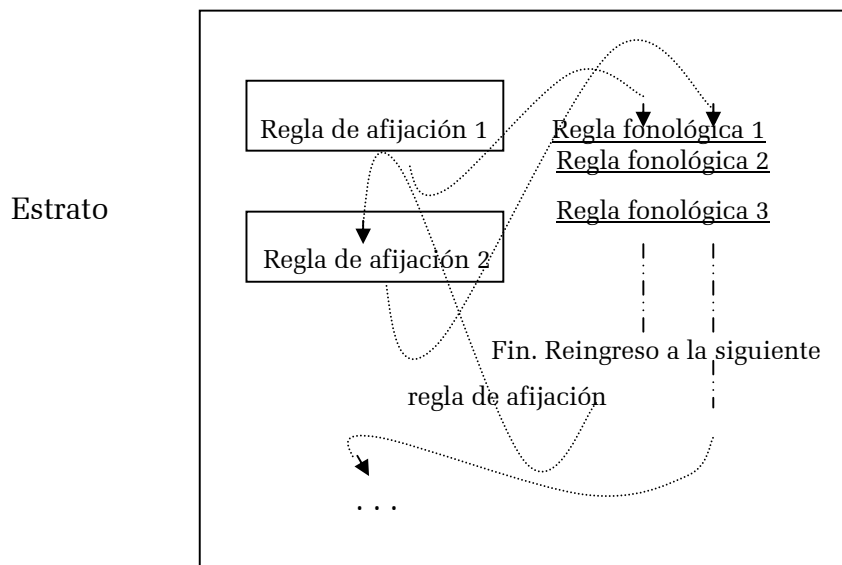 Regla de afijación 1
Regla fonológica 1
Regla fonológica 2
Estrato
Regla fonológica 3
Regla de afijación 2
Fin. Reingreso a la siguiente
regla de afijación
. . .